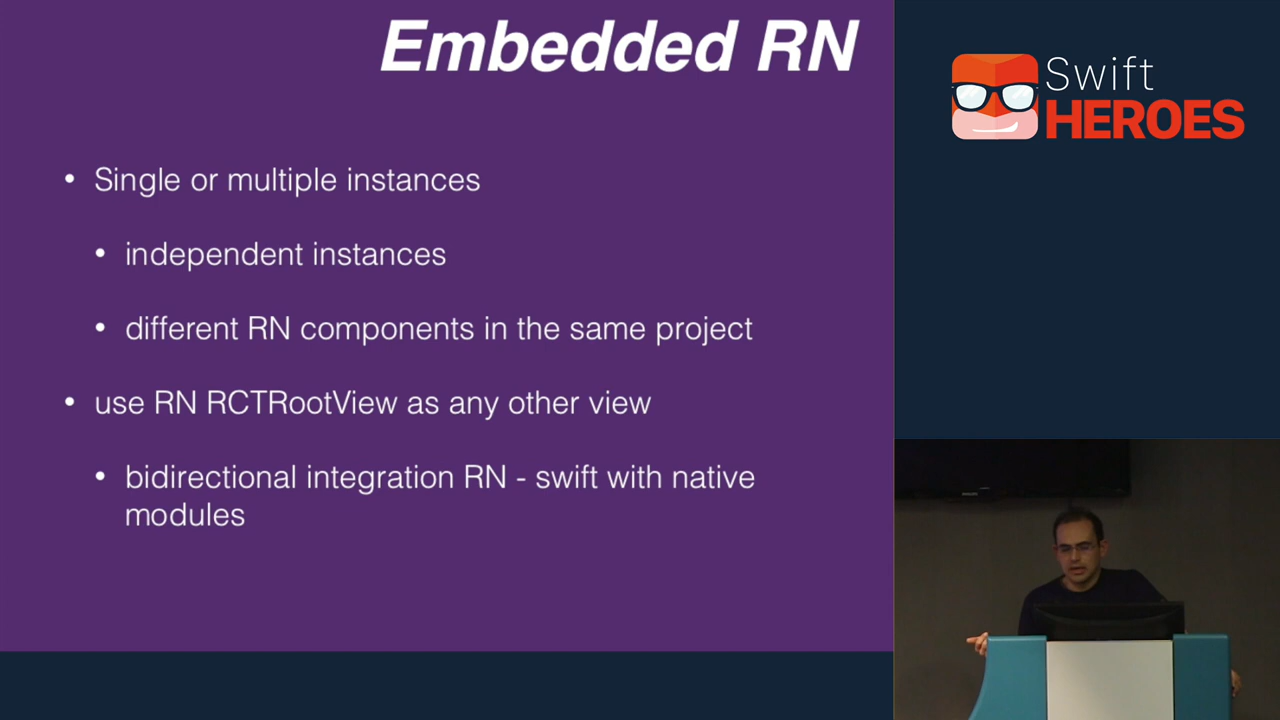 Embedded RN
Swift
HEROES
• Single or multiple instances
• independent instances
• different RN components in the same project
• use RN RCTRootView as any other view
• bidirectional integration RN - swift with native
modules
PHILIPS